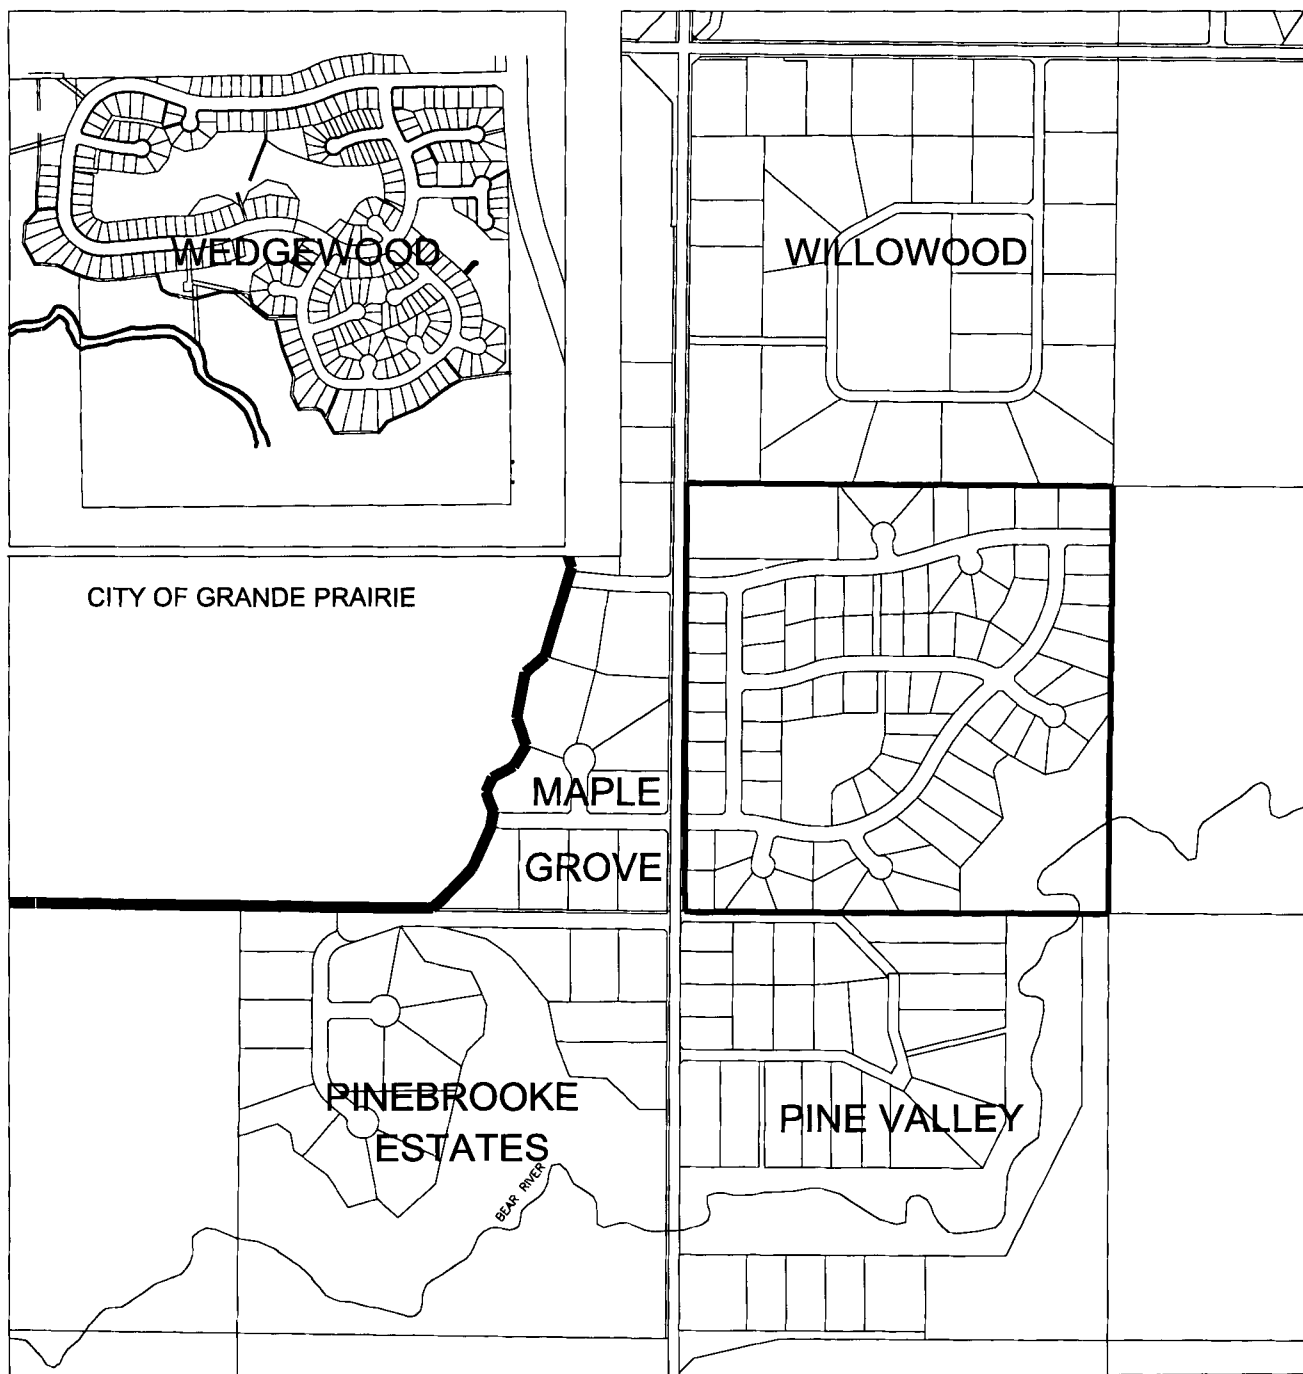 WEDGEWOOD
WILLOWOOD
CITY OF GRANDE PRAIRIE
MAPLE
GROVE
PINEBROOKE
ESTATES
PINE VALLEY
BEAR RIVER